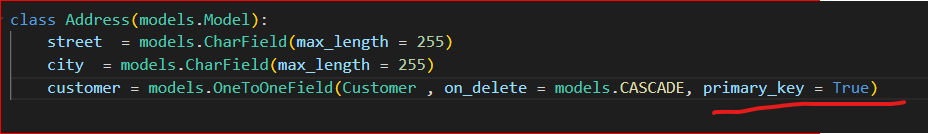 class Address(models.Model):
street  = models.CharField(max_length = 255)
city  = models.CharField(max_length = 255)
customer = models.OneToOneField(Customer , on_delete = models.CASCADE, primary_key = True)